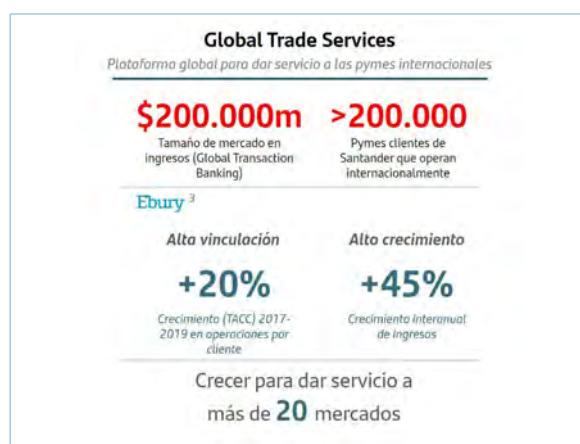 Global Trade Services
Plataforma global para dar servicio a las pymes internacionales
$200.000m >200.000
Tamaño de mercado en ingresos (Global Transaction Banking)
Pymes clientes de Santander que operan internacionalmente
Ebury 3
Alta vinculación Alto crecimiento
+20% +45%
Crecimiento (TACC) 2017-
2019 en operaciones por
cliente
Crecimiento interanual
de ingresos
Crecer para dar servicio a
más de 20 mercados